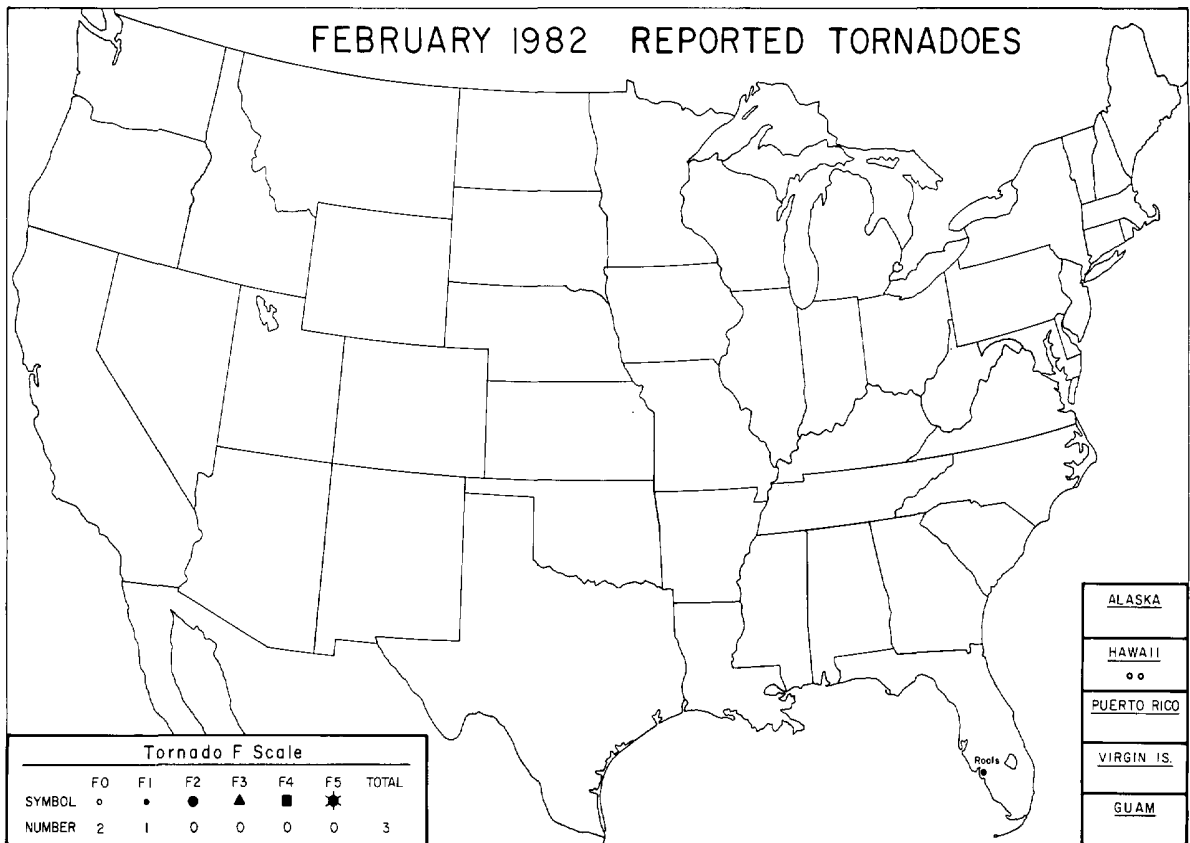 FEBRUARY 1982 REPORTED TORNADOES
ALASKA
HAWAII
PUERTO RICO
VIRGIN IS.
GUAM
Roofs
Tornado F Scale
F0 F1 F2 F3 F4 F5 TOTAL
SYMBOL
NUMBER 2 1 0 0 0 0 3